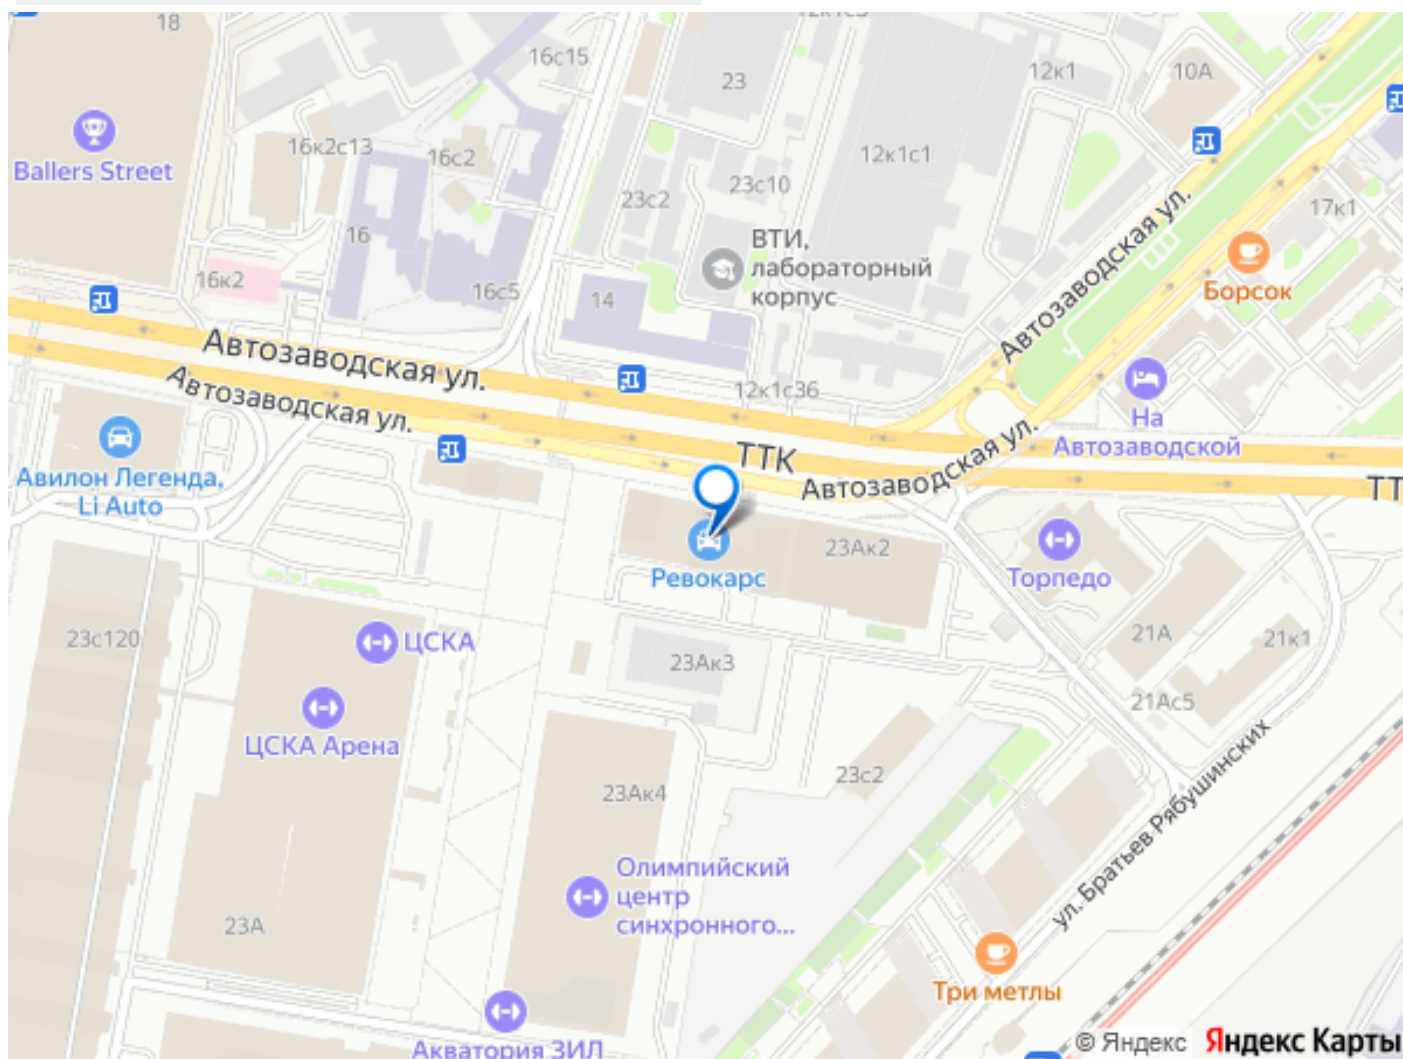 18
12к1с3
16с15
23
12к1
10А
Ballers Street
16к2с13
16с2
12к1с1
23с10
23с2
17к1
16
ВТИ,
лабораторный
корпус
16к2
16с5
14
Борсок
Автозаводская ул.
Автозаводская ул.
Автозаводская ул.
12к1с36
На
Автозаводской
ТТК
Автозаводская ул.
ТТ
Авилон Легенда,
Li Auto
23Ак2
Ревокарс
Торпедо
23с120
ЦСКА
23Ак3
21А
21к1
ЦСКА Арена
21Ас5
23Ак4
23с2
ул. Братьев Рябушинских
Олимпийский
центр
синхронного...
23А
Три метлы
Акватория ЗИЛ
© Яндекс Яндекс Карты